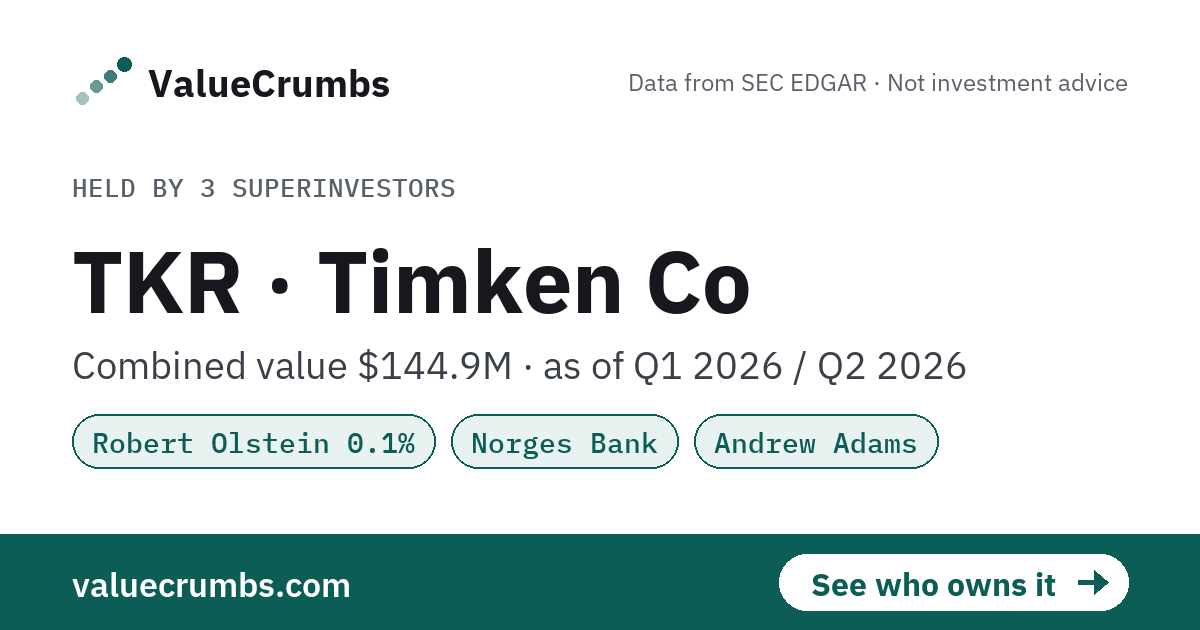 ValueCrumbs
Data from SEC EDGAR · Not investment advice
HELD BY 3 SUPERINVESTORS
TKR · Timken Co
Combined value $144.9M · as of Q1 2026 / Q2 2026
Robert Olstein 0.1% Norges Bank Andrew Adams
valuecrumbs.com
See who owns it →